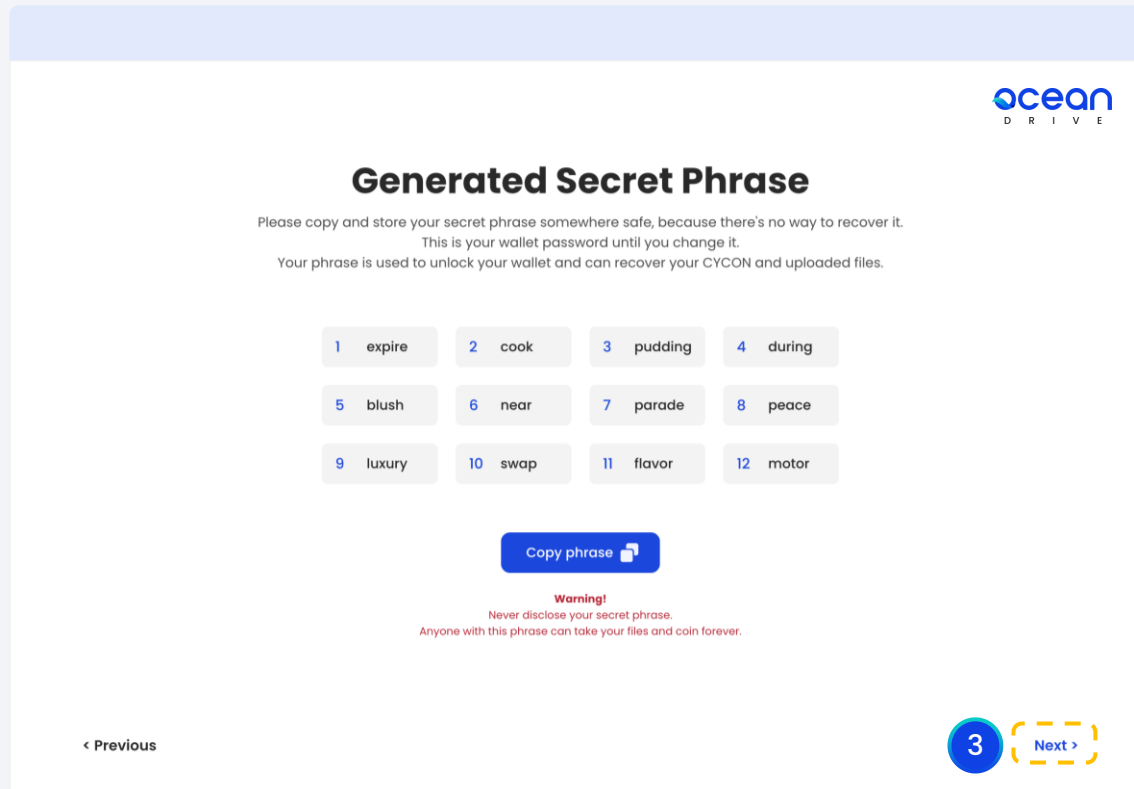 ocean
DRIVE
Generated Secret Phrase
Please copy and store your secret phrase somewhere safe, because there's no way to recover it.
This is your wallet password until you change it.
Your phrase is used to unlock your wallet and can recover your CYCON and uploaded files.
1 expire 2 cook 3 pudding 4 during
5 blush 6 near 7 parade 8 peace
9 luxury 10 swap 11 flavor 12 motor
Copy phrase
Warning!
Never disclose your secret phrase.
Anyone with this phrase can take your files and coin forever.
< Previous 3 Next >